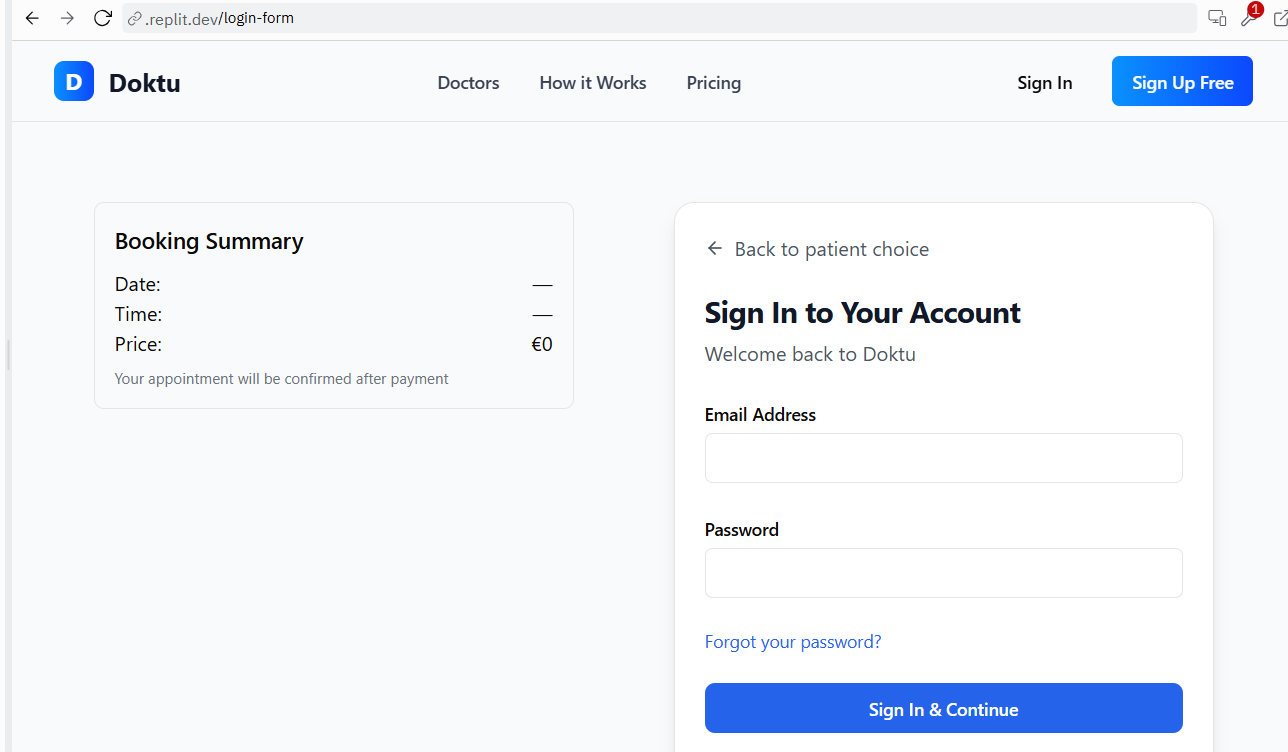 .replit.dev/login-form
1
D Doktu
Doctors How it Works Pricing
Sign In
Sign Up Free
Booking Summary
Date: —
Time: —
Price: €0
Your appointment will be confirmed after payment
Back to patient choice
Sign In to Your Account
Welcome back to Doktu
Email Address
Password
Forgot your password?
Sign In & Continue